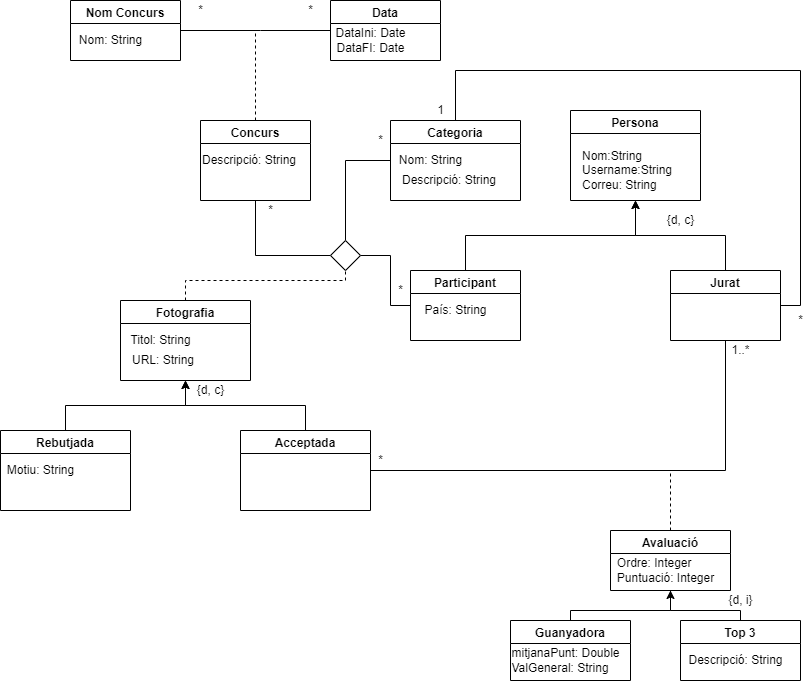 Nom Concurs
Nom: String
*
*
Data
DataIni: Date
DataFI: Date
Concurs
Descripció: String
*
1
*
Categoria
Nom: String
Descripció: String
Persona
Nom:String
Username:String
Correu: String
{d, c}
*
Participant
País: String
Jurat
*
1..*
Fotografia
Titol: String
URL: String
{d, c}
Rebutjada
Motiu: String
Acceptada
*
Avaluació
Ordre: Integer
Puntuació: Integer
{d, i}
Guanyadora
mitjanaPunt: Double
ValGeneral: String
Top 3
Descripció: String